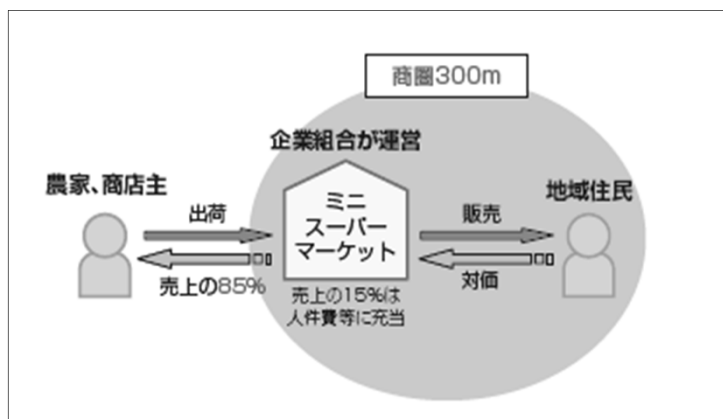 商圏300m
企業組合が運営
農家、商店主
地域住民
出荷
ミニ
スーパー
マーケット
販売
売上の85%
対価
売上の15%は
人件費等に充当